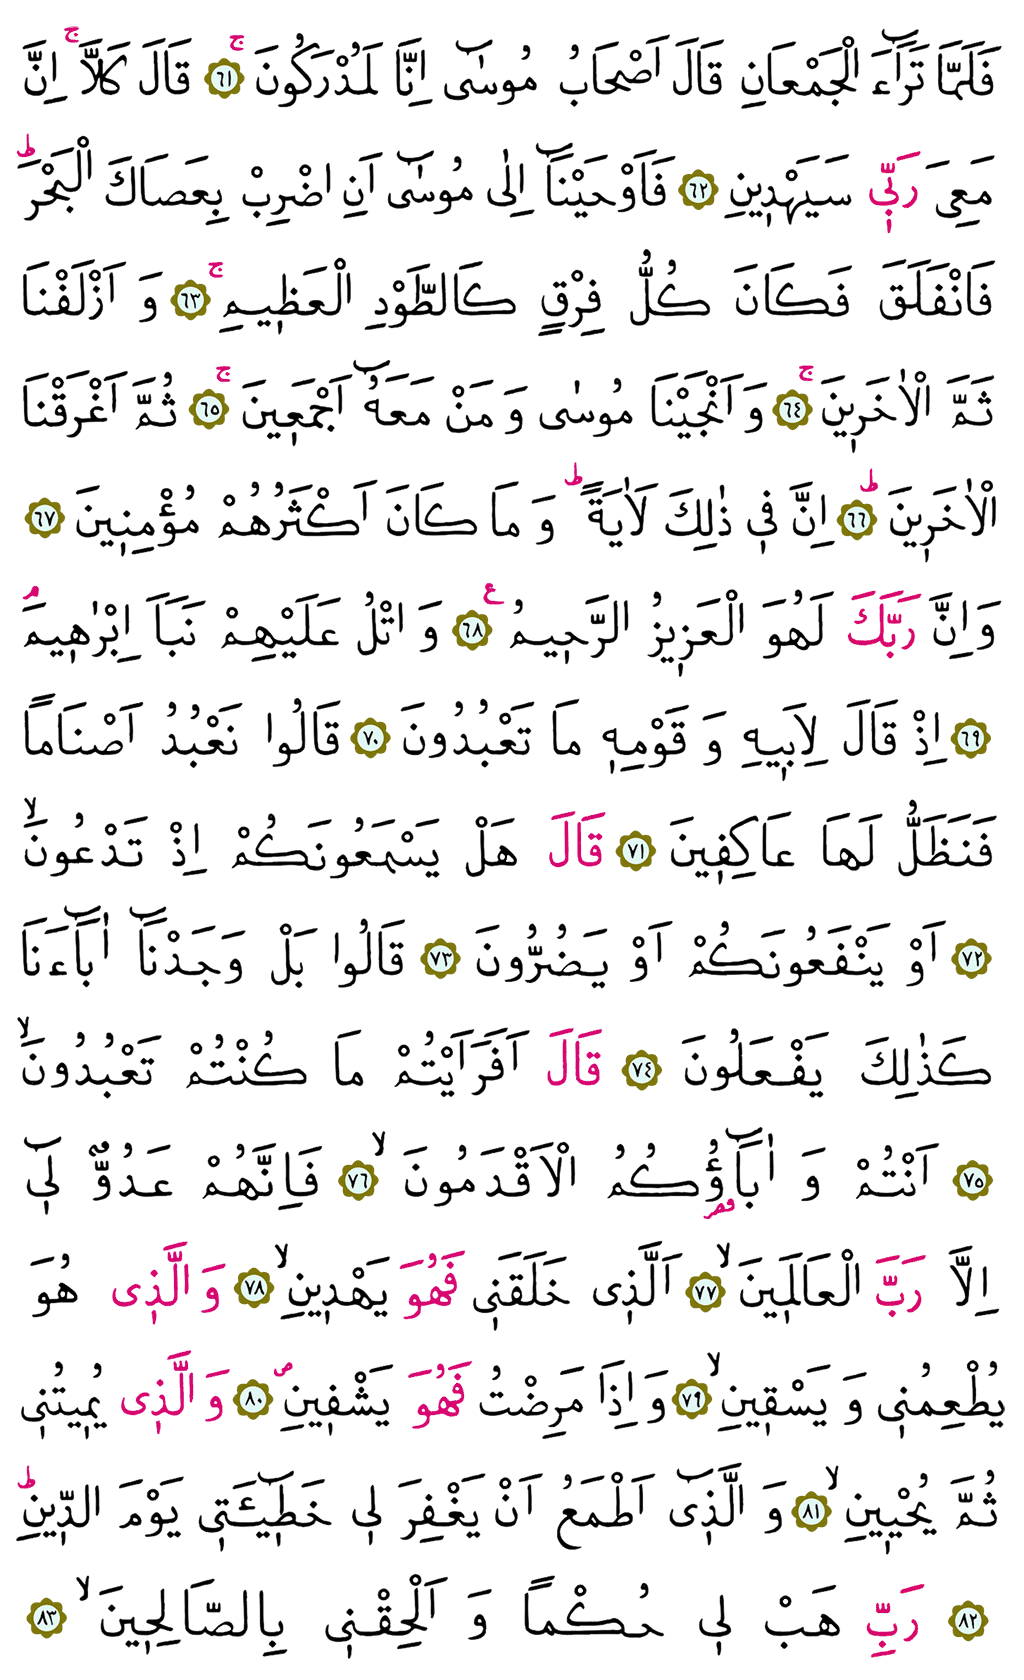 فَلَمَّا تَرَٓاءَ الْجَمْعَانِ قَالَ اَصْحَابُ مُوسٰٓى اِنَّا لَمُدْرَكُونَۚ ﴿٦١﴾ قَالَ كَلَّاۚ اِنَّ
مَعِيَ رَبّ۪ي سَيَهْد۪ينِ ﴿٦٢﴾ فَاَوْحَيْنَٓا اِلٰى مُوسٰٓى اَنِ اضْرِبْ بِعَصَاكَ الْبَحْرَۜ
فَانْفَلَقَ فَكَانَ كُلُّ فِرْقٍ كَالطَّوْدِ الْعَظ۪يمِۚ ﴿٦٣﴾ وَ اَزْلَفْنَا
ثَمَّ الْاٰخَر۪ينَۚ ﴿٦٤﴾ وَ اَنْجَيْنَا مُوسٰى وَ مَنْ مَعَهُٓ اَجْمَع۪ينَۚ ﴿٦٥﴾ ثُمَّ اَغْرَقْنَا
الْاٰخَر۪ينَۜ ﴿٦٦﴾ اِنَّ ف۪ي ذٰلِكَ لَاٰيَةًۜ وَ مَا كَانَ اَكْثَرُهُمْ مُؤْمِن۪ينَ ﴿٦٧﴾
وَاِنَّ رَبَّكَ لَهُوَ الْعَز۪يزُ الرَّح۪يمُ ع ﴿٦٨﴾ وَ اتْلُ عَلَيْهِمْ نَبَاَ اِبْرٰه۪يمَۢ
﴿٦٩﴾ اِذْ قَالَ لِاَب۪يهِ وَ قَوْمِه۪ مَا تَعْبُدُونَ ﴿٧٠﴾ قَالُوا نَعْبُدُ اَصْنَاماً
فَنَظَلُّ لَهَا عَاكِف۪ينَ ﴿٧١﴾ قَالَ هَلْ يَسْمَعُونَكُمْ اِذْ تَدْعُونَۙ
﴿٧٢﴾ اَوْ يَنْفَعُونَكُمْ اَوْ يَضُرُّونَ ﴿٧٣﴾ قَالُوا بَلْ وَجَدْنَٓا اٰبَٓاءَنَا
كَذٰلِكَ يَفْعَلُونَ ﴿٧٤﴾ قَالَ اَفَرَاَيْتُمْ مَا كُنْتُمْ تَعْبُدُونَۙ
﴿٧٥﴾ اَنْتُمْ وَ اٰبَٓاؤُ۬كُمُ الْاَقْدَمُونَۙ ﴿٧٦﴾ فَاِنَّهُمْ عَدُوٌّ ل۪ٓي
اِلَّا رَبَّ الْعَالَم۪ينَۙ ﴿٧٧﴾ اَلَّذ۪ى خَلَقَن۪ي فَهُوَ يَهْد۪ينِۙ ﴿٧٨﴾ وَ الَّذ۪ى هُوَ
يُطْعِمُن۪ي وَ يَسْق۪ينِۙ ﴿٧٩﴾ وَ اِذَا مَرِضْتُ فَهُوَ يَشْف۪ينِۖ ﴿٨٠﴾ وَ الَّذ۪ى يُم۪يتُن۪ي
ثُمَّ يُحْي۪ينِۙ ﴿٨١﴾ وَ الَّذ۪ٓى اَطْمَعُ اَنْ يَغْفِرَ ل۪ي خَط۪ٓيـَٔت۪ي يَوْمَ الدّ۪ينِۜ
﴿٨٢﴾ رَبِّ هَبْ ل۪ي حُكْماً وَ اَلْحِقْن۪ي بِالصَّالِح۪ينَۙ ﴿٨٣﴾